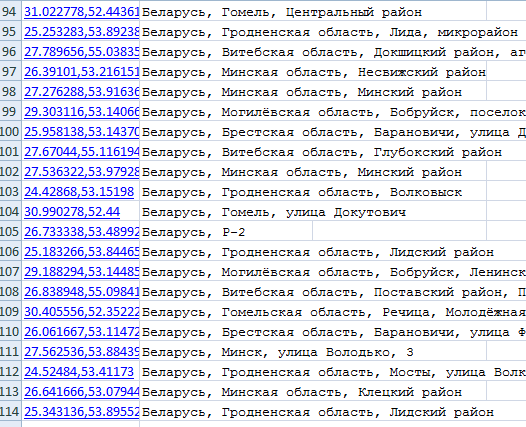 94 31.022778,52.44361 Беларусь, Гомель, Центральный район
95 25.253283,53.89238 Беларусь, Гродненская область, Лида, микрорайон
96 27.789656,55.03835 Беларусь, Витебская область, Докшицкий район, аг
97 26.39101,53.216151 Беларусь, Минская область, Несвижский район
98 27.276288,53.91636 Беларусь, Минская область, Минский район
99 29.303116,53.14066 Беларусь, Могилёвская область, Бобруйск, поселок
100 25.958138,53.14370 Беларусь, Брестская область, Барановичи, улица Д
101 27.67044,55.116194 Беларусь, Витебская область, Глубокский район
102 27.536322,53.97928 Беларусь, Минская область, Минский район
103 24.42868,53.15198 Беларусь, Гродненская область, Волковыск
104 30.990278,52.44 Беларусь, Гомель, улица Докутович
105 26.733338,53.48992 Беларусь, Р-2
106 25.183266,53.84465 Беларусь, Гродненская область, Лидский район
107 29.188294,53.14485 Беларусь, Могилёвская область, Бобруйск, Ленинск
108 26.838948,55.09841 Беларусь, Витебская область, Поставский район, П
109 30.405556,52.35222 Беларусь, Гомельская область, Речица, Молодёжная
110 26.061667,53.11472 Беларусь, Брестская область, Барановичи, улица Ф
111 27.562536,53.88439 Беларусь, Минск, улица Володько, 3
112 24.52484,53.41173 Беларусь, Гродненская область, Мосты, улица Волк
113 26.641666,53.07944 Беларусь, Минская область, Клецкий район
114 25.343136,53.89552 Беларусь, Гродненская область, Лидский район